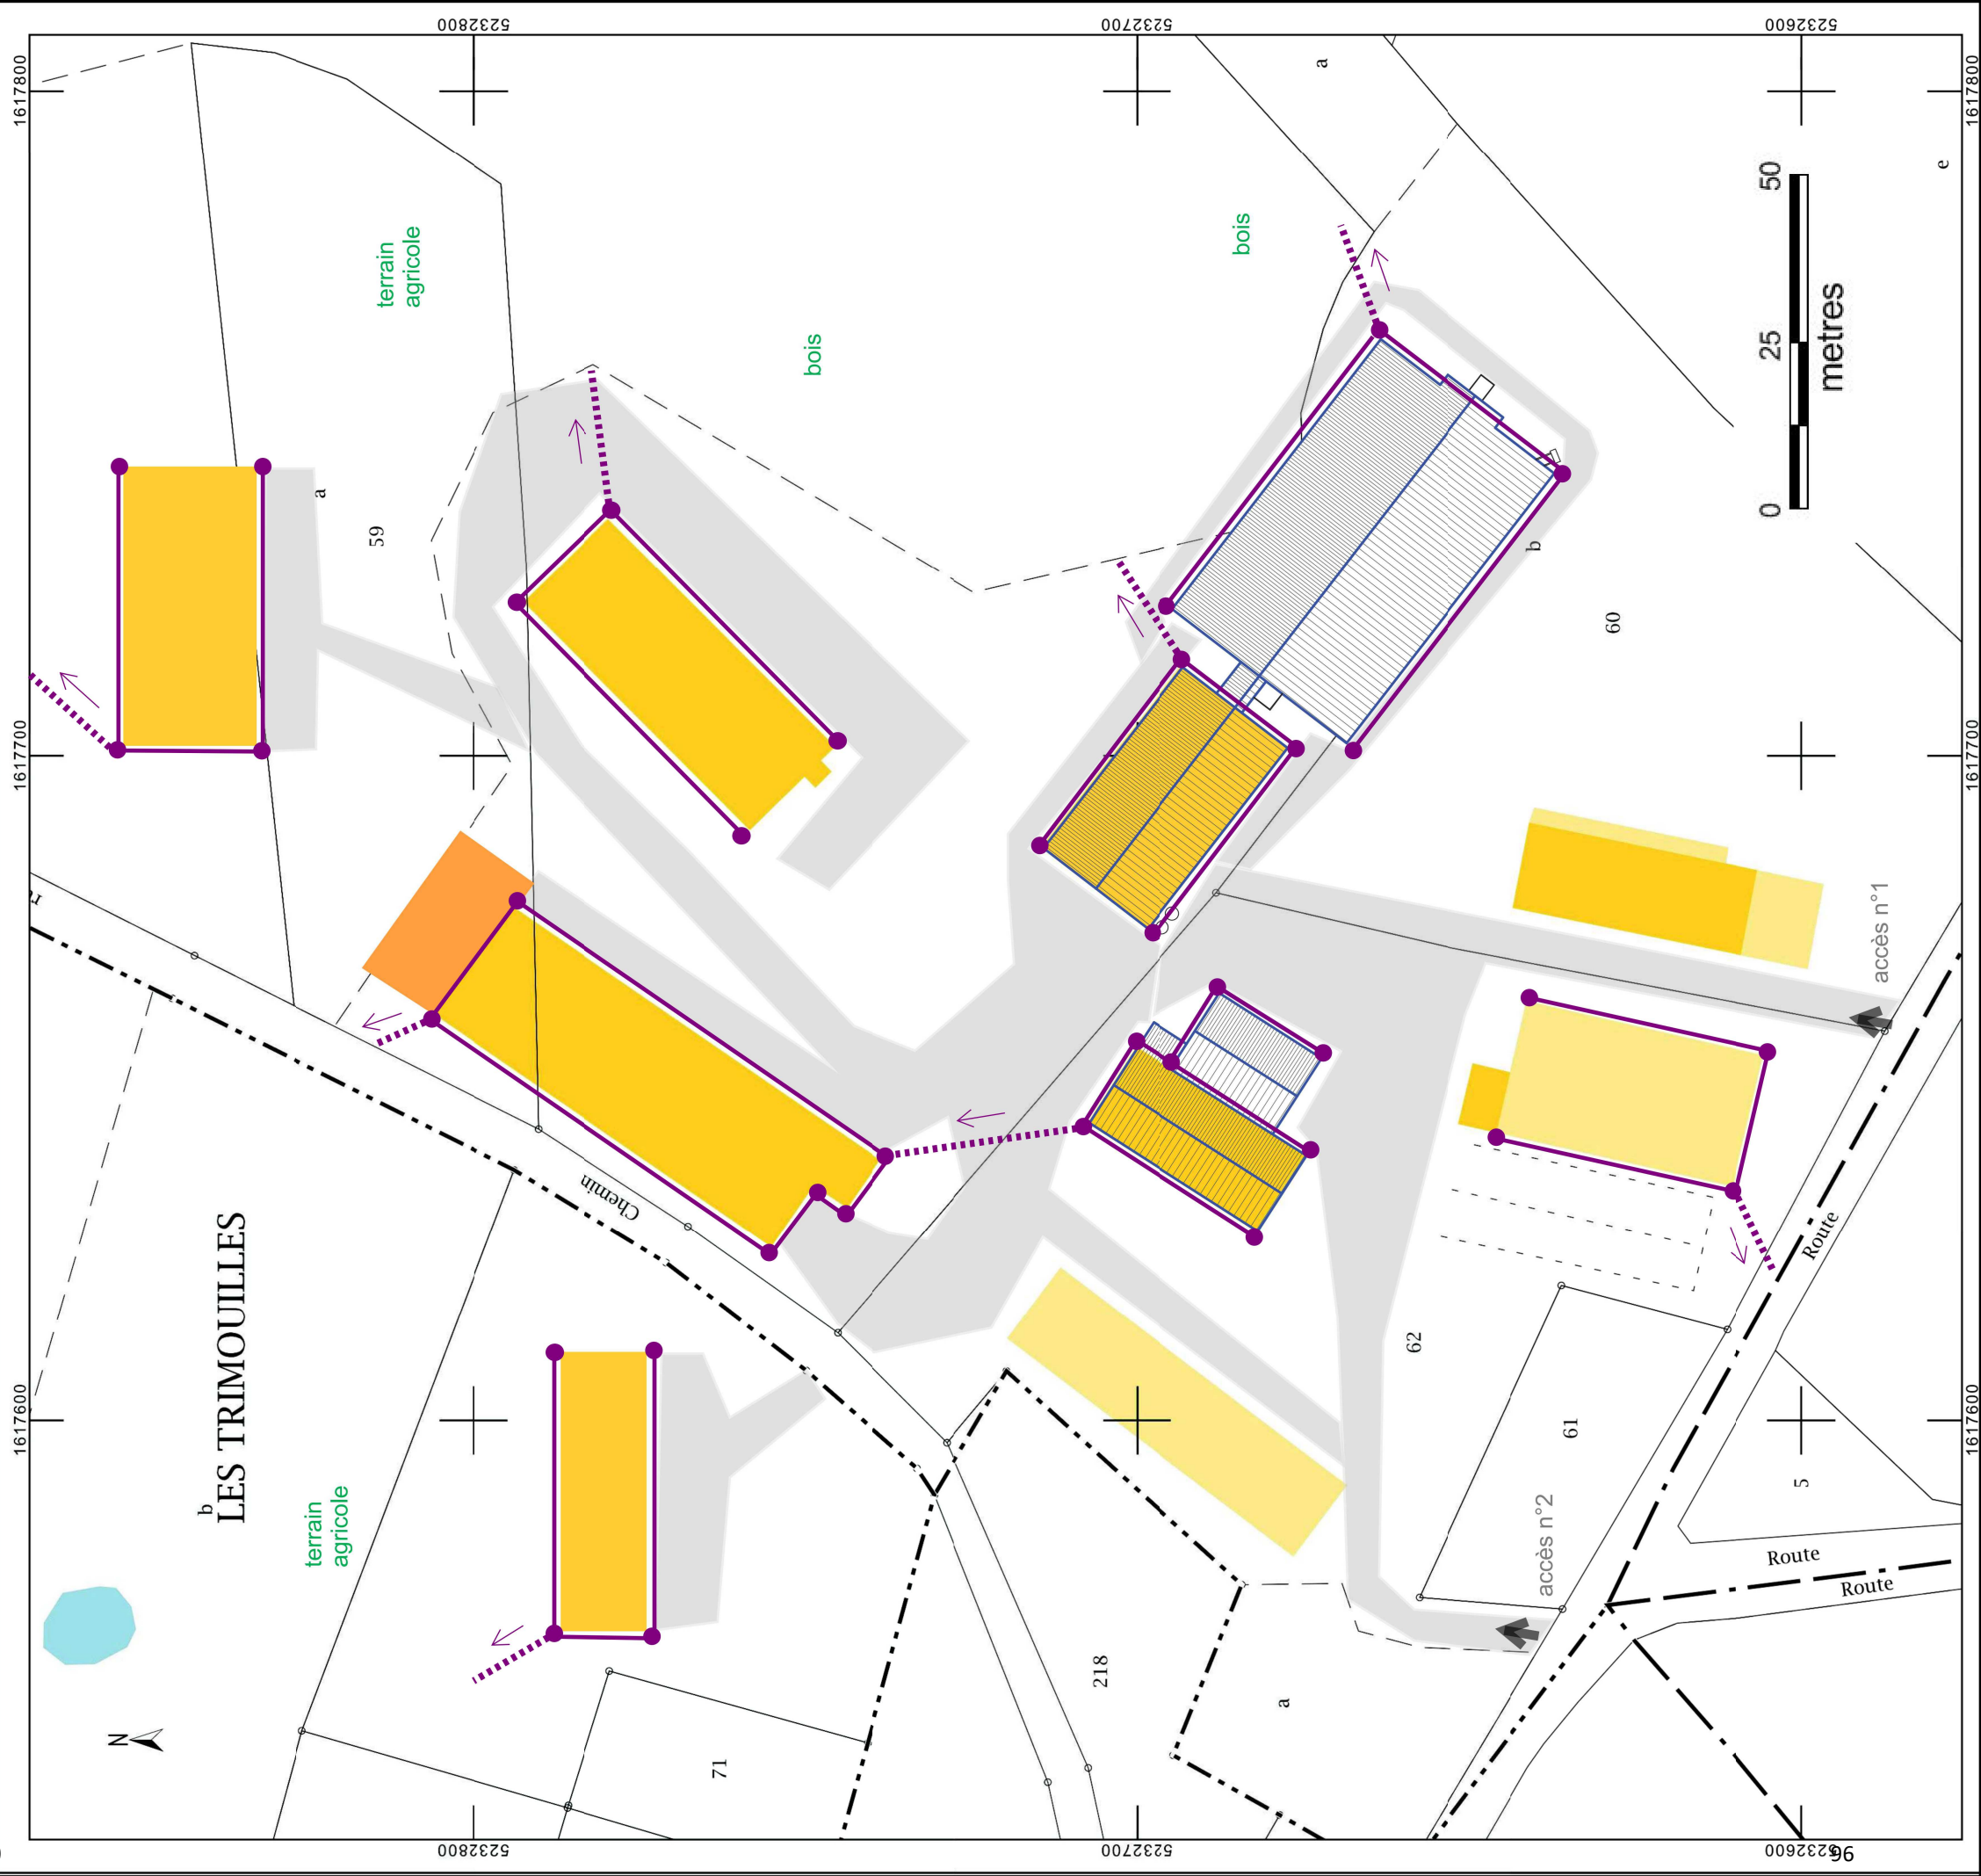 5232800
5232700
5232600
1617800
1617800
a
e
bois
terrain
agricole
50
25
0
metres
bois
a
59
b
60
1617700
1617700
accès n°1
Chemin
Route
LES TRIMOUILLES
b
62
61
1617600
1617600
5
terrain
agricole
accès n°2
Route
Route
218
a
N
71
5232800
5232700
5232600
96